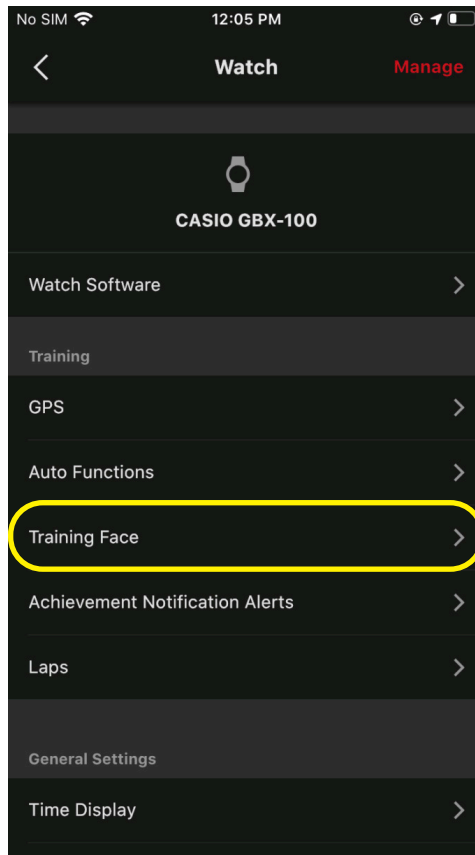 No SIM 12:05 PM
Watch Manage
CASIO GBX-100
Watch Software
Training
GPS
Auto Functions
Training Face
Achievement Notification Alerts
Laps
General Settings
Time Display